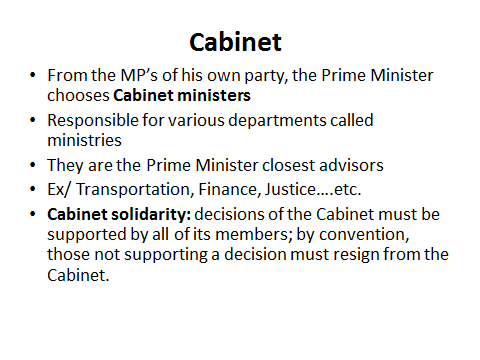 Cabinet
• From the MP's of his own party, the Prime Minister
chooses Cabinet ministers
• Responsible for various departments called
ministries
• They are the Prime Minister closest advisors
• Ex/ Transportation, Finance, Justice....etc.
• Cabinet solidarity: decisions of the Cabinet must be
supported by all of its members; by convention,
those not supporting a decision must resign from the
Cabinet.